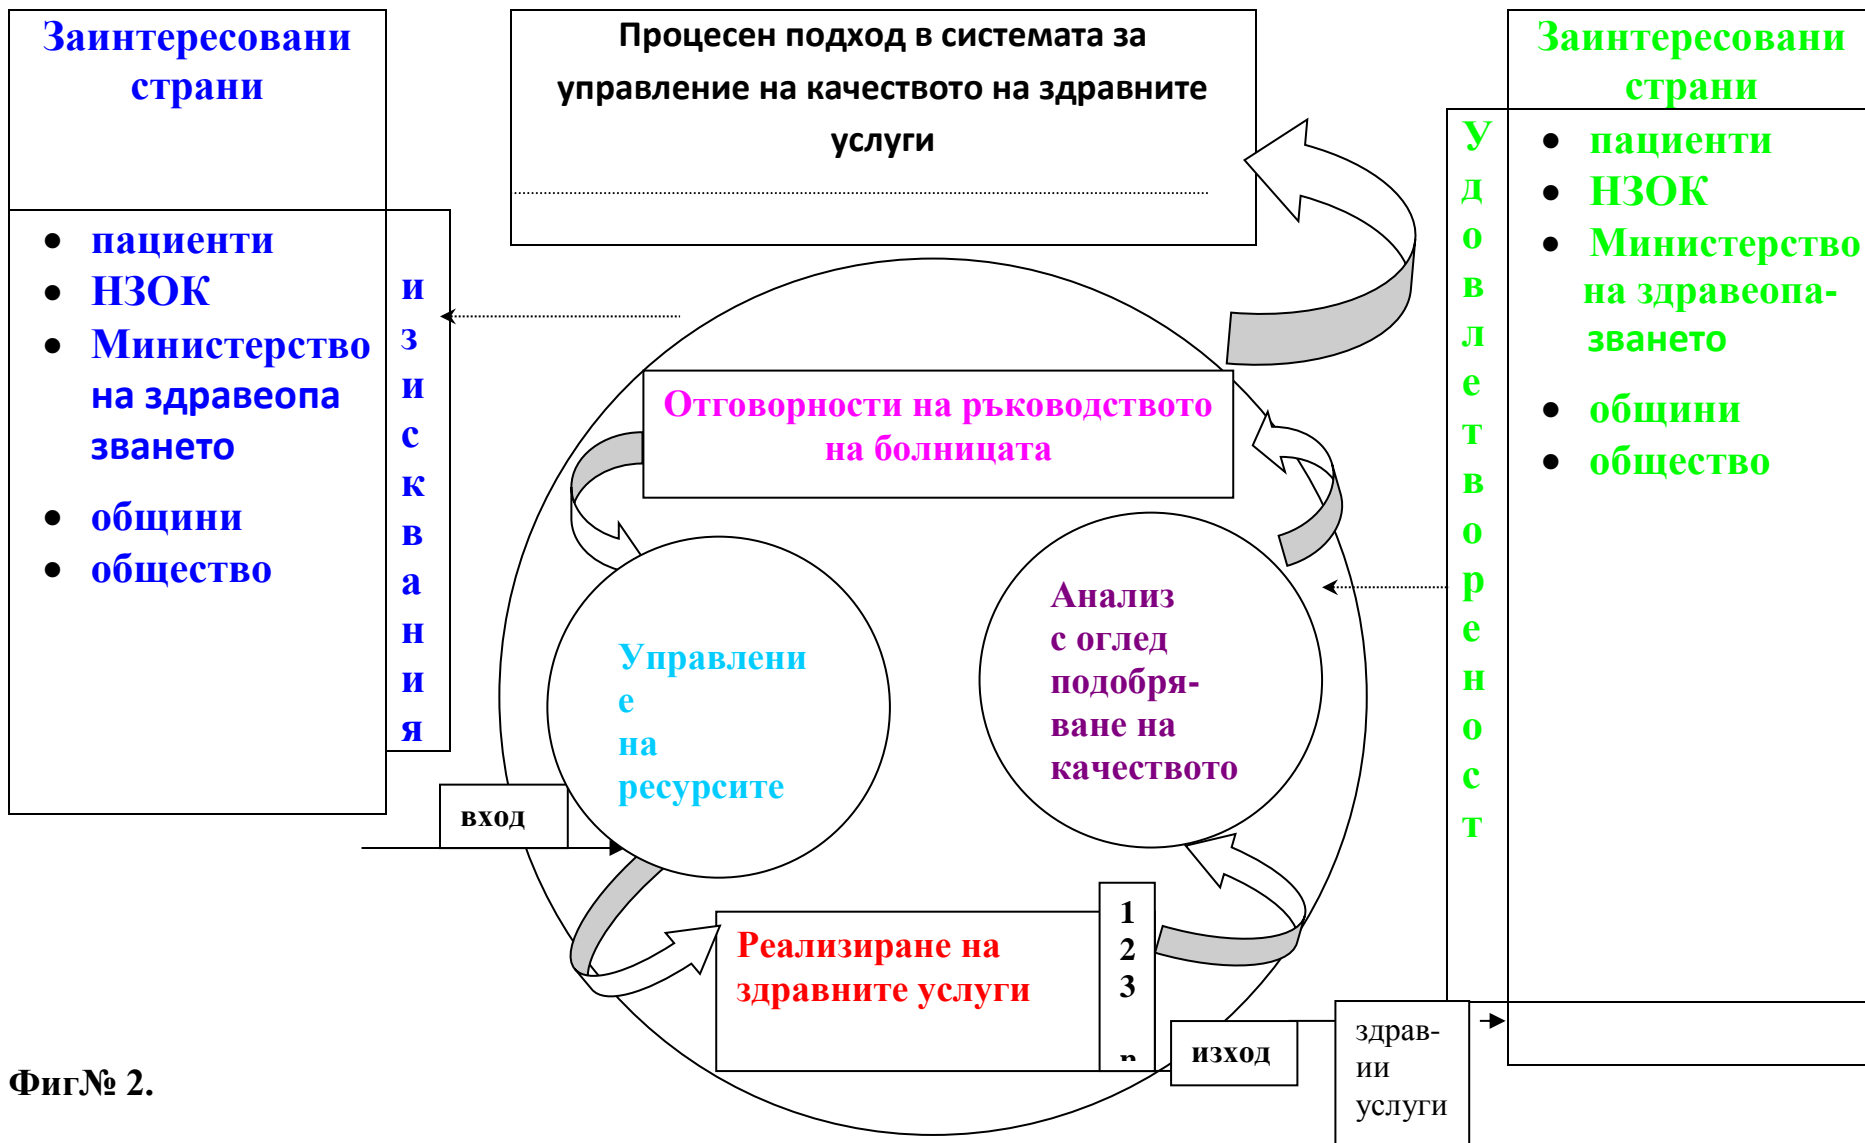 Заинтересовани
страни
• пациенти
• НЗОК
• Министерство
на здравеопа
зването
• общини
• общество
изисквания
Процесен подход в системата за
управление на качеството на здравните
услуги
Отговорности на ръководството
на болницата
Управлени
е
на
ресурсите
Анализ
с оглед
подобря-
ване на
качеството
вход
Реализиране на
здравните услуги
1
2
3
n
изход
здрав-
ии
услуги
Удовлетвореност
Заинтересовани
страни
• пациенти
• НЗОК
• Министерство
на здравеопа-
зването
• общини
• общество
Фиг№ 2.